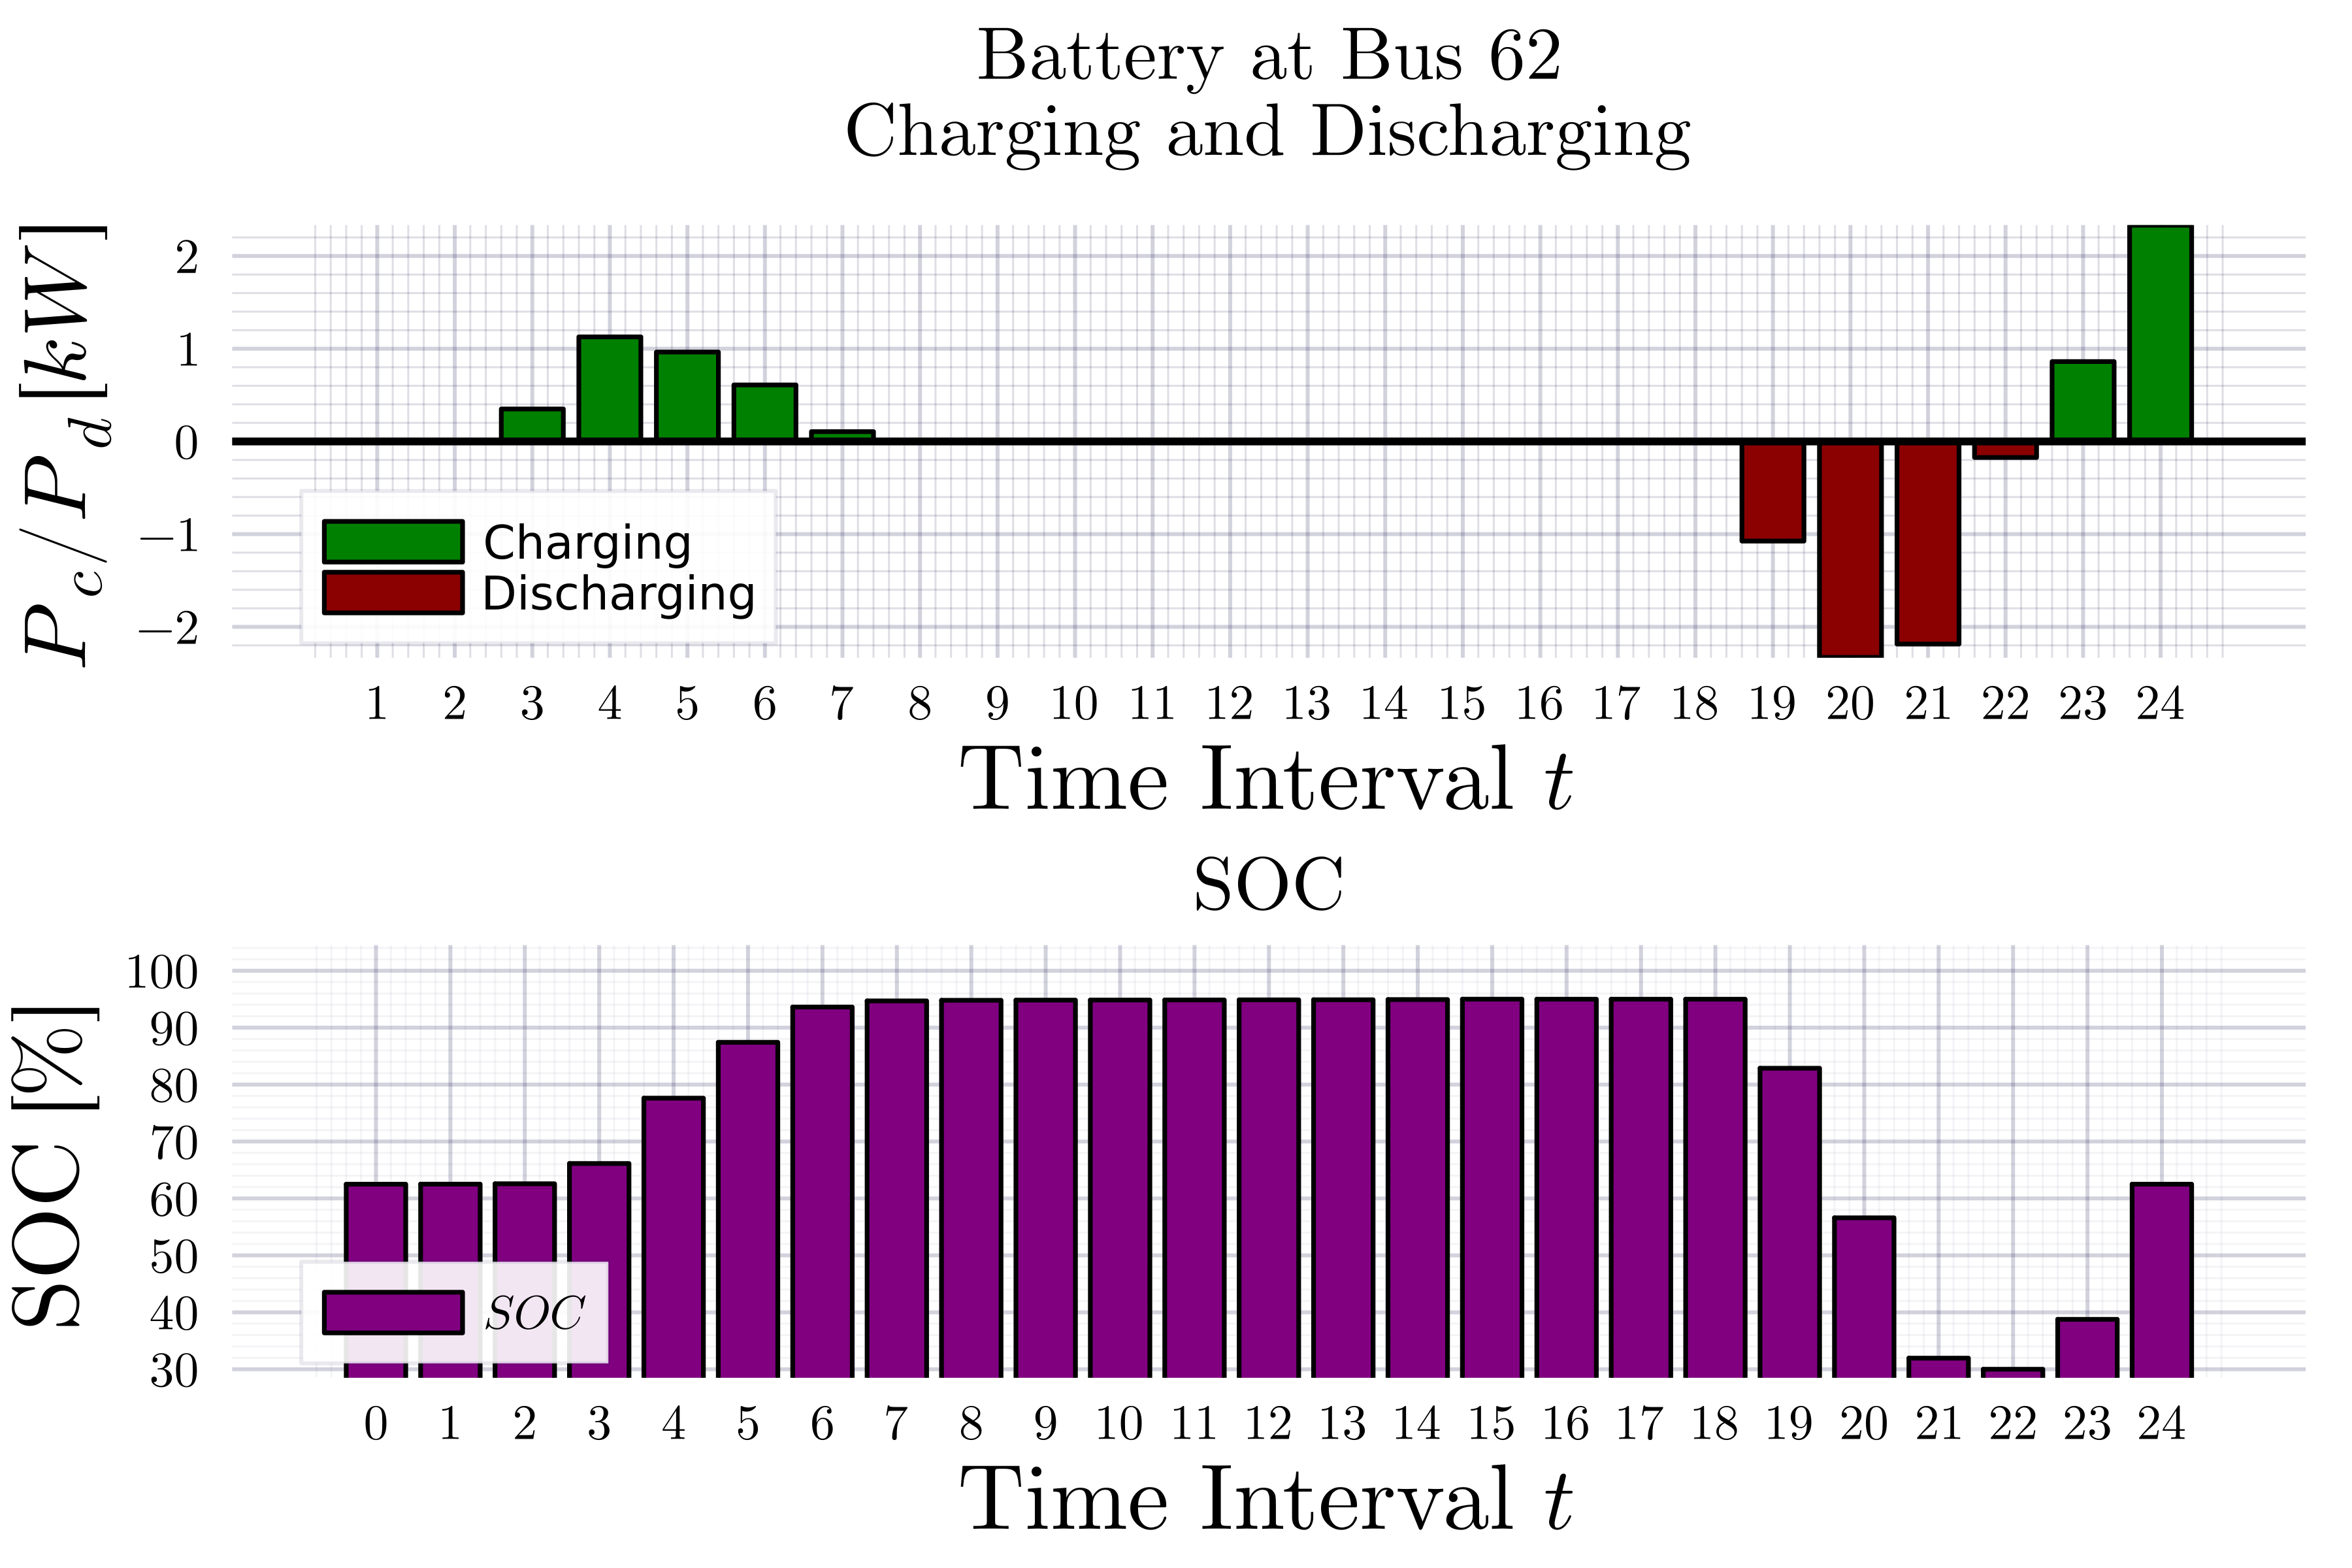 Battery at Bus 62
Charging and Discharging
P_c/P_d [kW]
2
1
0
−1
−2
Charging
Discharging
1 2 3 4 5 6 7 8 9 10 11 12 13 14 15 16 17 18 19 20 21 22 23 24
Time Interval t
SOC
SOC [%]
100
90
80
70
60
50
40
30
SOC
0 1 2 3 4 5 6 7 8 9 10 11 12 13 14 15 16 17 18 19 20 21 22 23 24
Time Interval t